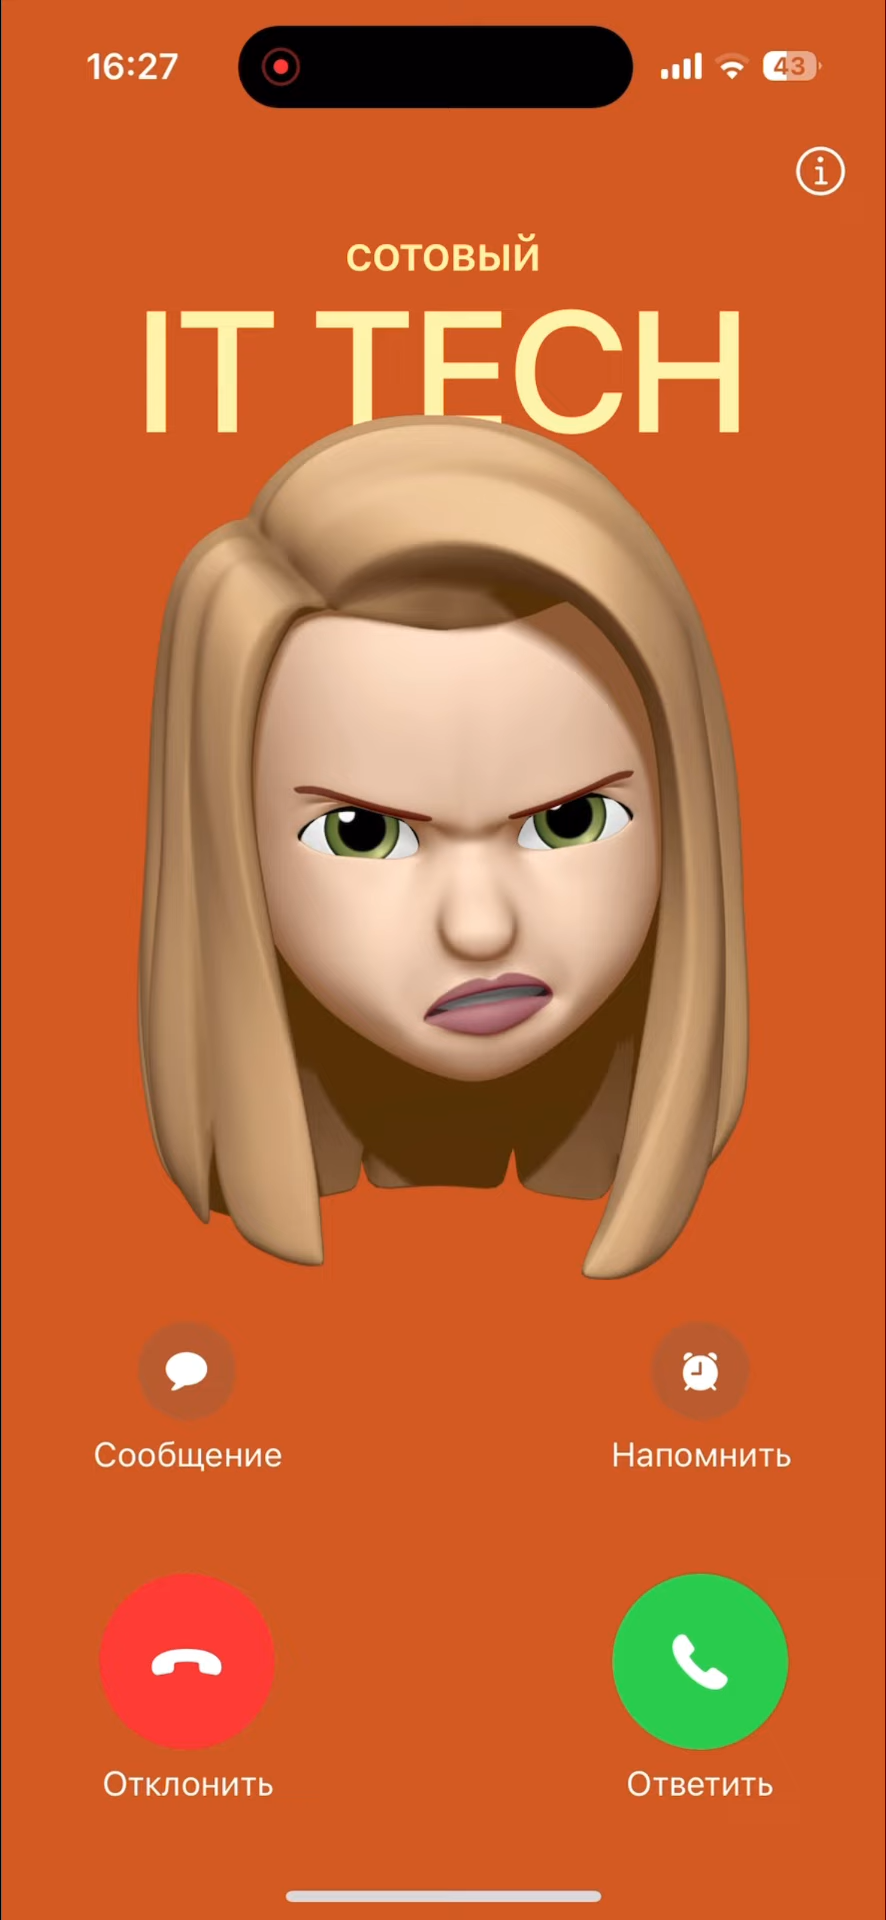 16:27
43
сотовый
IT TECH
Сообщение
Напомнить
Отклонить
Ответить